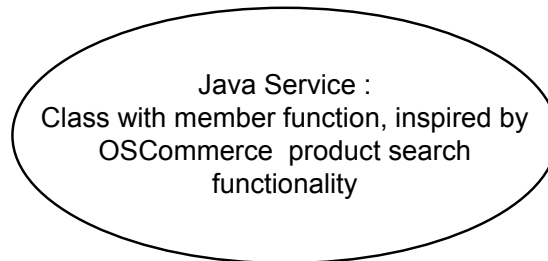 Java Service :
Class with member function, inspired by
OSCommerce  product search
functionality